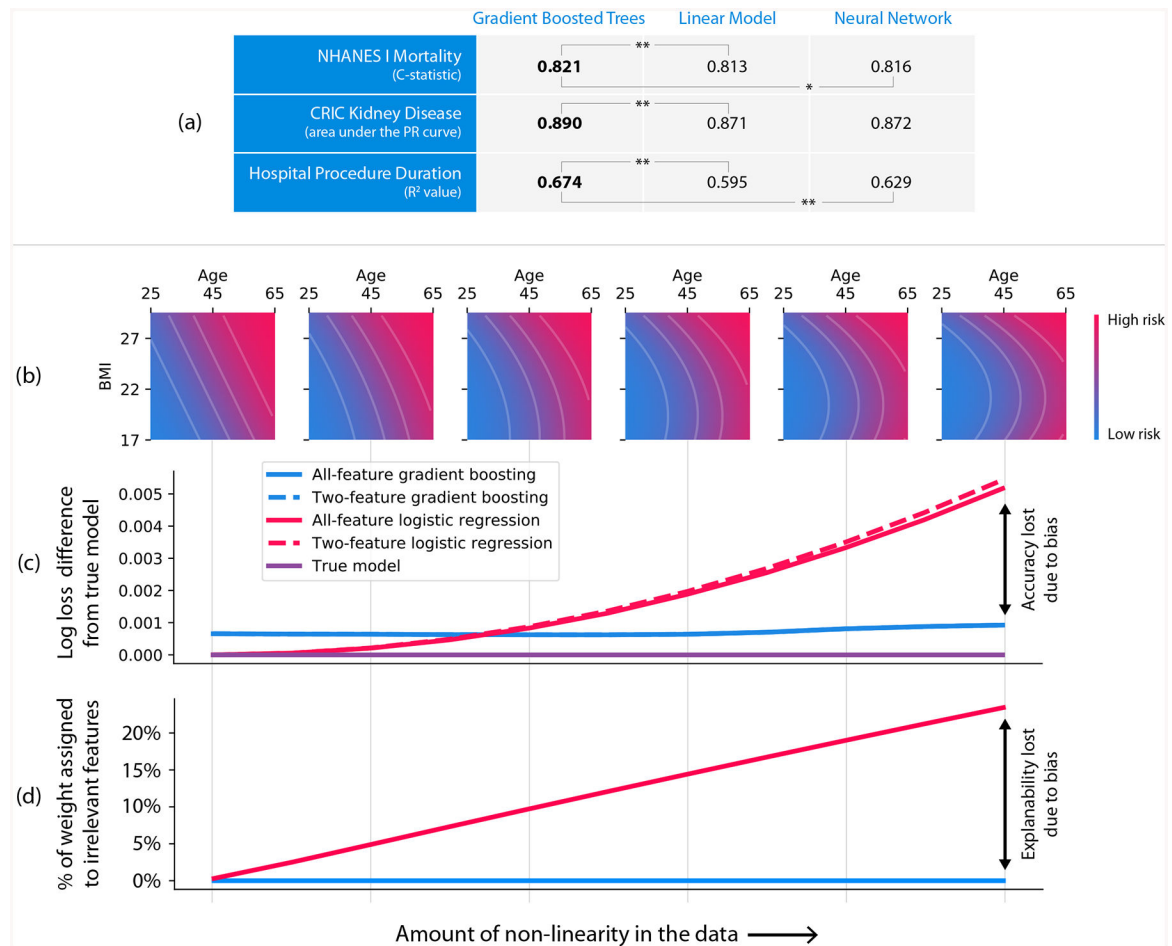 Gradient Boosted Trees Linear Model Neural Network
(a)
NHANES I Mortality
(C-statistic)
0.821 ** 0.813 0.816
*
CRIC Kidney Disease
(area under the PR curve)
0.890 ** 0.871 0.872
Hospital Procedure Duration
(R² value)
0.674 ** 0.595 0.629
**
(b)
Age Age Age Age Age Age
25 45 65 25 45 65 25 45 65 25 45 65 25 45 65 25 45 65
BMI
27
22
17
High risk
Low risk
(c)
Log loss difference
from true model
0.005
0.004
0.003
0.002
0.001
0.000
All-feature gradient boosting
Two-feature gradient boosting
All-feature logistic regression
Two-feature logistic regression
True model
Accuracy lost
due to bias
(d)
% of weight assigned
to irrelevant features
20%
15%
10%
5%
0%
Explanability lost
due to bias
Amount of non-linearity in the data